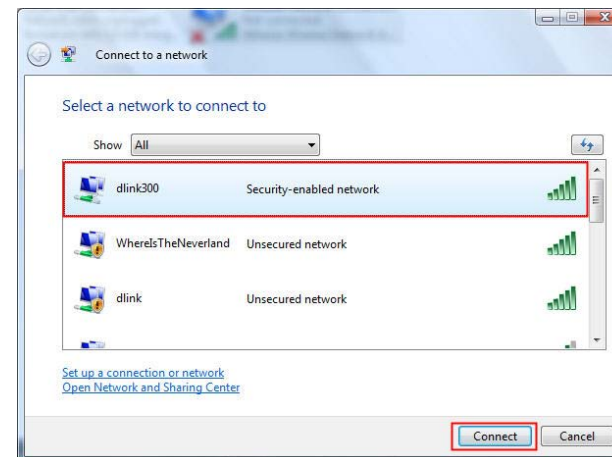 Connect to a network
Select a network to connect to
Show All
dlink300 Security-enabled network
WhereIsTheNeverland Unsecured network
dlink Unsecured network
Set up a connection or network
Open Network and Sharing Center
Connect Cancel